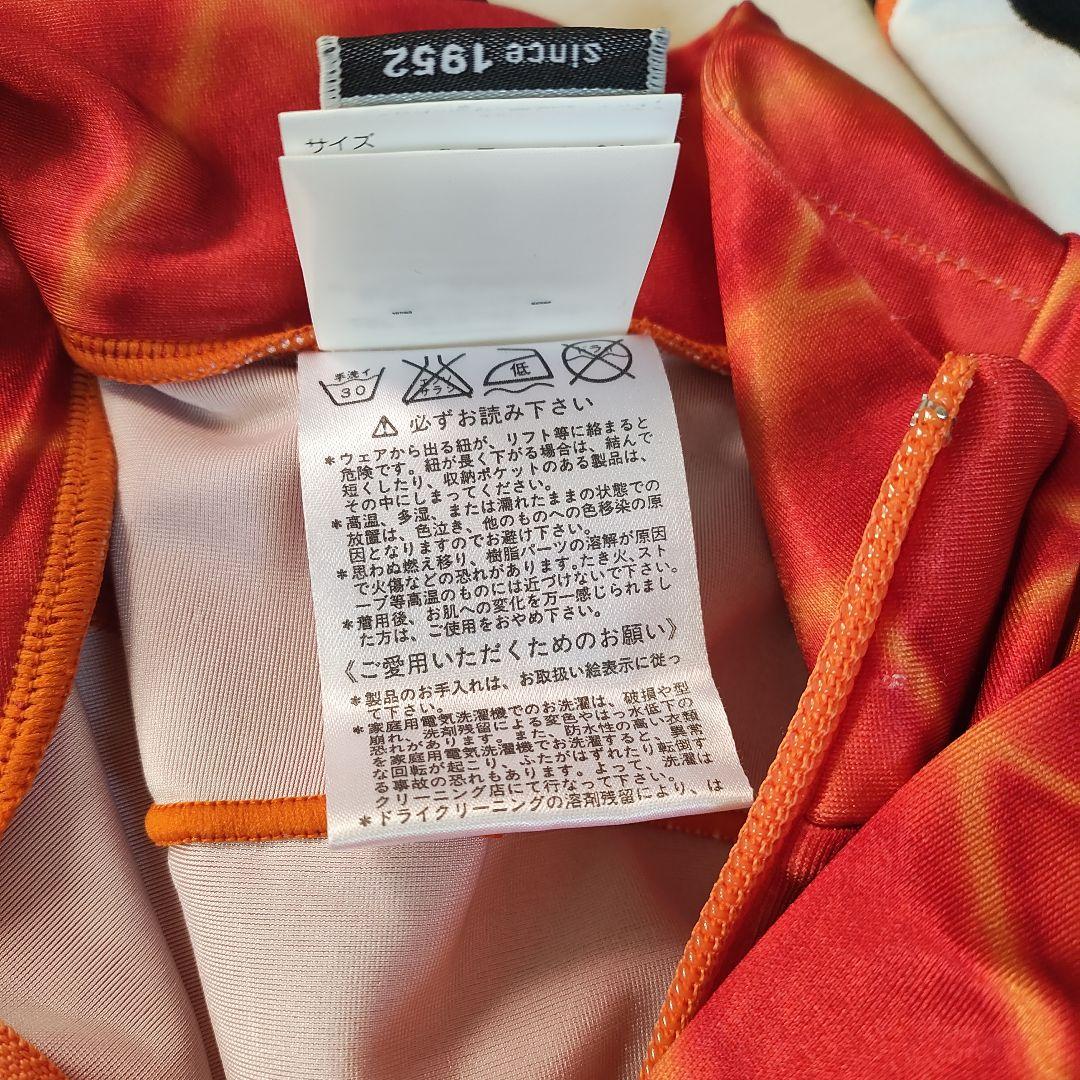 since 1952
サイズ
手洗イ
30
エンソ
サラシ
低
ドライ
必ずお読み下さい
*ウェアから出る紐が、リフト等に絡まると
危険です。紐が長く下がる場合は、結んで
短くしたり、収納ポケットのある製品は、
その中にしまってください。
*高温、多湿、または濡れたままの状態での
放置は、色泣き、他のものへの色移染の原
因となりますのでお避け下さい。
*思わぬ燃え移り、樹脂パーツの溶解が原因
で火傷などの恐れがあります。たき火、スト
ーブ等高温のものには近づけないで下さい。
*着用後、お肌への変化を万一感じられまし
た方は、ご使用をおやめ下さい。
《ご愛用いただくためのお願い》
*製品のお手入れは、お取扱い絵表示に従っ
て下さい。
*家庭用電気洗濯機でのお洗濯は、破損や型
崩れ、洗剤残留による変色やはっ水低下の
恐れがあります。また、防水性の高い衣類
を家庭用電気洗濯機でお洗濯すると、異常
な回転が起こり、ふたがはずれたり転倒す
る事故の恐れもあります。よって、洗濯は
クリーニング店にて行なって下さい。
*ドライクリーニングの溶剤残留により、は